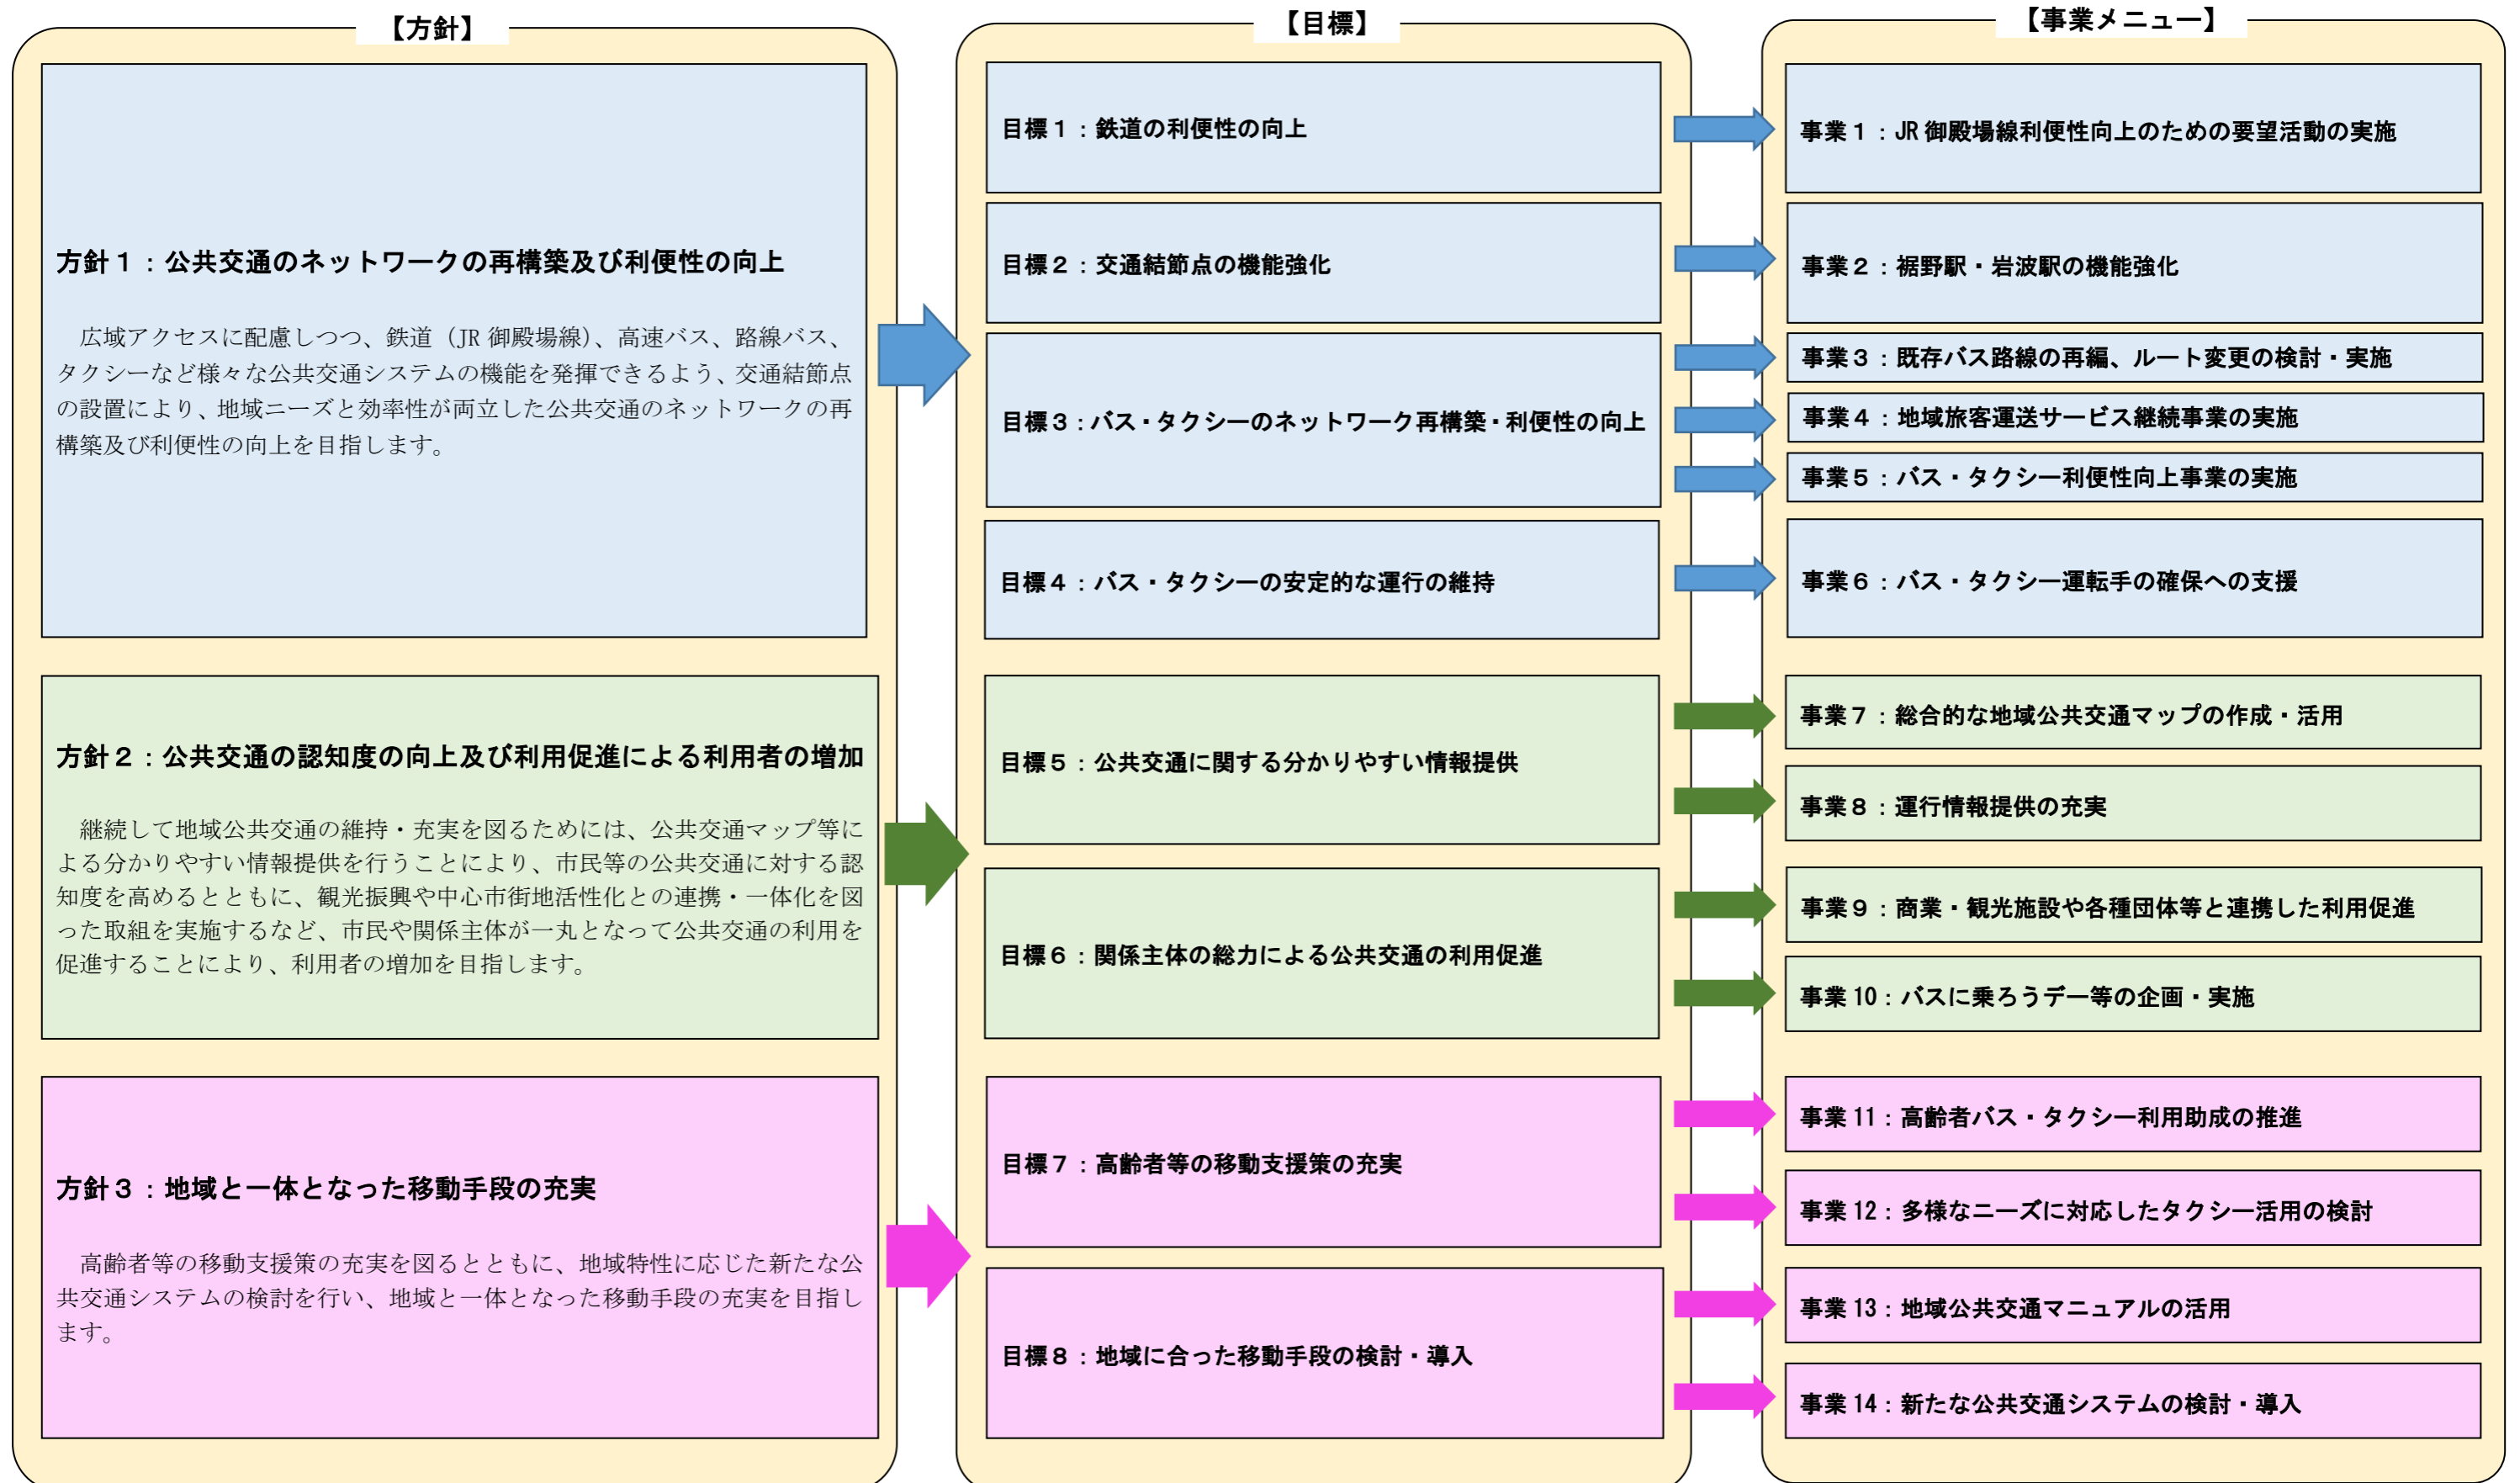 【方針】
方針1：公共交通のネットワークの再構築及び利便性の向上
広域アクセスに配慮しつつ、鉄道（JR 御殿場線）、高速バス、路線バス、
タクシーなど様々な公共交通システムの機能を発揮できるよう、交通結節点
の設置により、地域ニーズと効率性が両立した公共交通のネットワークの再
構築及び利便性の向上を目指します。
方針2：公共交通の認知度の向上及び利用促進による利用者の増加
継続して地域公共交通の維持・充実を図るためには、公共交通マップ等に
よる分かりやすい情報提供を行うことにより、市民等の公共交通に対する認
知度を高めるとともに、観光振興や中心市街地活性化との連携・一体化を図
った取組を実施するなど、市民や関係主体が一丸となって公共交通の利用を
促進することにより、利用者の増加を目指します。
方針3：地域と一体となった移動手段の充実
高齢者等の移動支援策の充実を図るとともに、地域特性に応じた新たな公
共交通システムの検討を行い、地域と一体となった移動手段の充実を目指し
ます。
【目標】
目標1：鉄道の利便性の向上
目標2：交通結節点の機能強化
目標3：バス・タクシーのネットワーク再構築・利便性の向上
目標4：バス・タクシーの安定的な運行の維持
目標5：公共交通に関する分かりやすい情報提供
目標6：関係主体の総力による公共交通の利用促進
目標7：高齢者等の移動支援策の充実
目標8：地域に合った移動手段の検討・導入
【事業メニュー】
事業1：JR 御殿場線利便性向上のための要望活動の実施
事業2：裾野駅・岩波駅の機能強化
事業3：既存バス路線の再編、ルート変更の検討・実施
事業4：地域旅客運送サービス継続事業の実施
事業5：バス・タクシー利便性向上事業の実施
事業6：バス・タクシー運転手の確保への支援
事業7：総合的な地域公共交通マップの作成・活用
事業8：運行情報提供の充実
事業9：商業・観光施設や各種団体等と連携した利用促進
事業 10：バスに乗ろうデー等の企画・実施
事業 11：高齢者バス・タクシー利用助成の推進
事業 12：多様なニーズに対応したタクシー活用の検討
事業 13：地域公共交通マニュアルの活用
事業 14：新たな公共交通システムの検討・導入